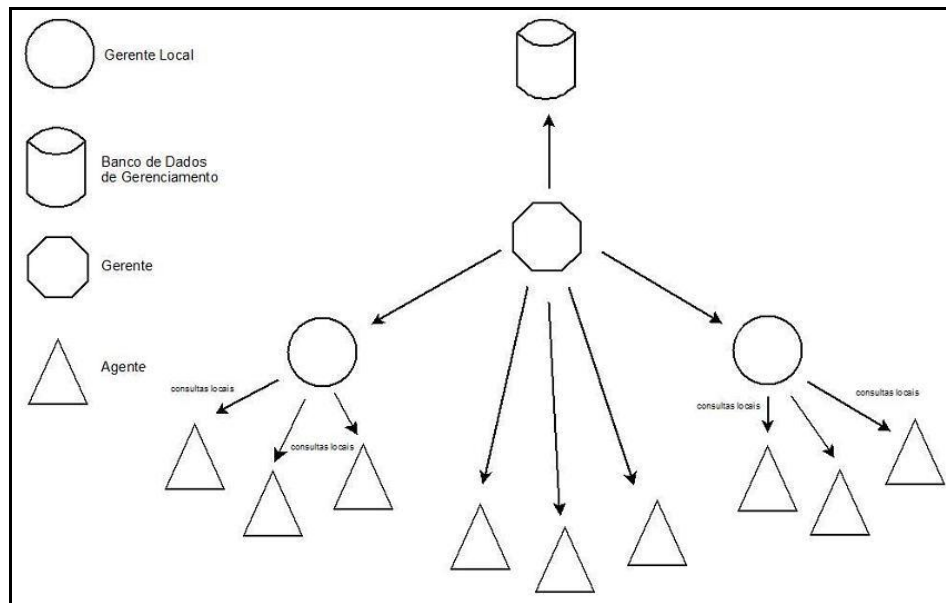 Gerente Local
Banco de Dados
de Gerenciamento
Gerente
Agente
consultas locais
consultas locais
consultas locais
consultas locais